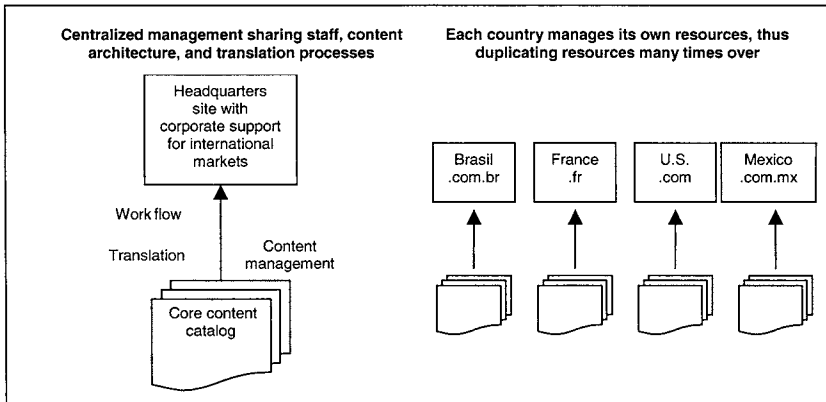 Centralized management sharing staff, content
architecture, and translation processes
Headquarters
site with
corporate support
for international
markets
Work flow
Translation
Content
management
Core content
catalog
Each country manages its own resources, thus
duplicating resources many times over
Brasil
.com.br
France
.fr
U.S.
.com
Mexico
.com.mx